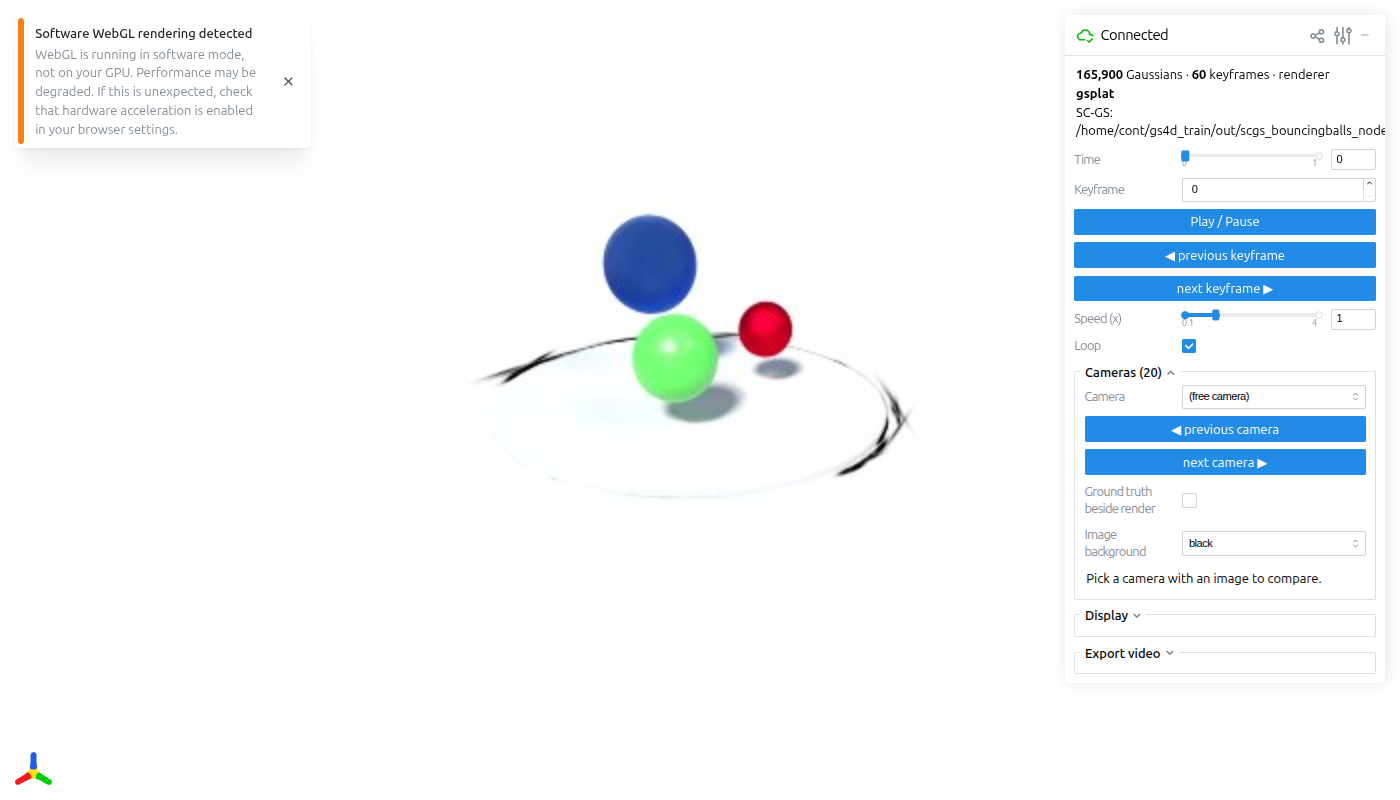 Software WebGL rendering detected
WebGL is running in software mode,
not on your GPU. Performance may be
degraded. If this is unexpected, check
that hardware acceleration is enabled
in your browser settings.
Connected
165,900 Gaussians · 60 keyframes · renderer
gsplat
SC-GS:
/home/cont/gs4d_train/out/scgs_bouncingballs_node
Time
0
1
0
Keyframe
0
Play / Pause
◀ previous keyframe
next keyframe ▶
Speed (x)
0.1
4
1
Loop
Cameras (20)
Camera
(free camera)
◀ previous camera
next camera ▶
Ground truth
beside render
Image
background
black
Pick a camera with an image to compare.
Display
Export video